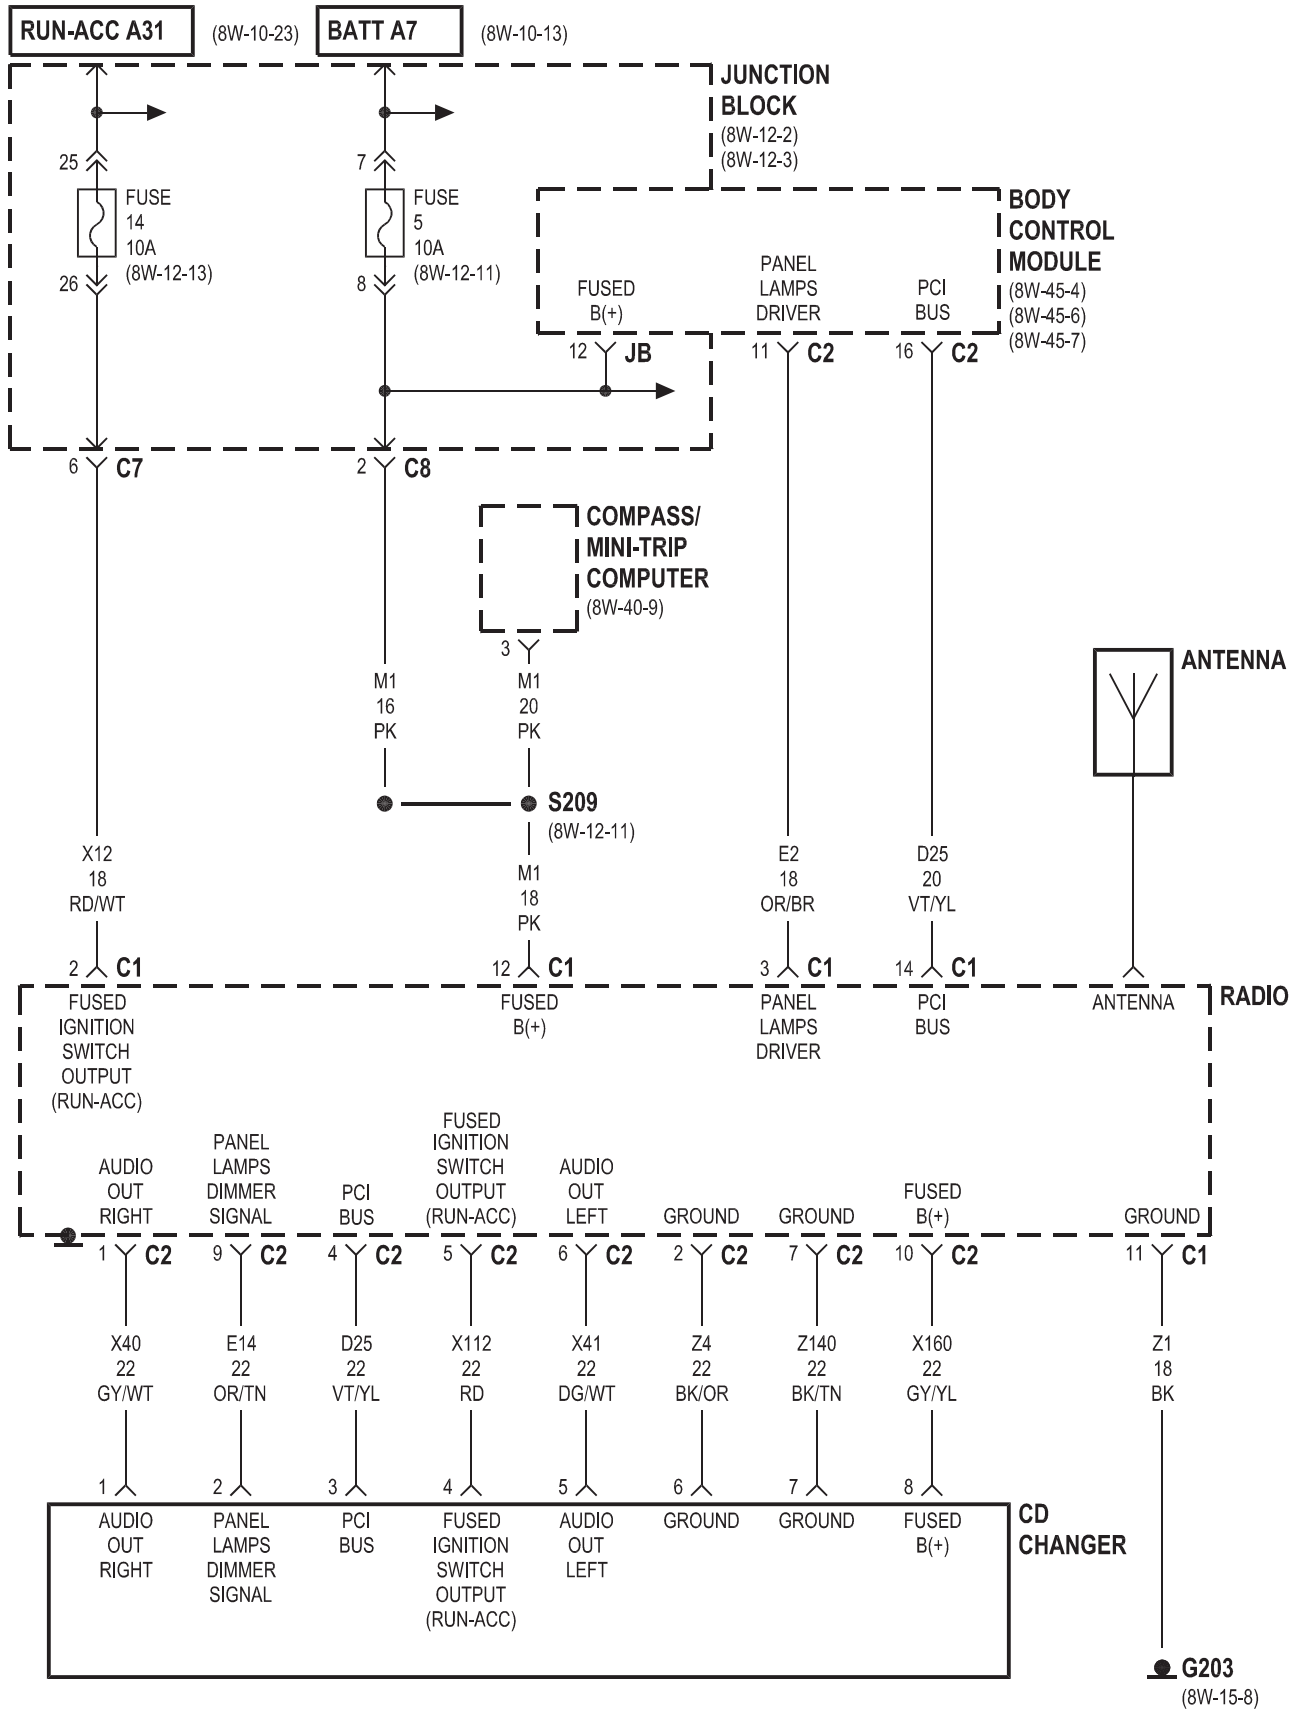 RUN-ACC A31 (8W-10-23) BATT A7 (8W-10-13)
JUNCTION
BLOCK
(8W-12-2)
(8W-12-3)
25
FUSE
14
10A
(8W-12-13)
26
7
FUSE
5
10A
(8W-12-11)
8
BODY
CONTROL
MODULE
(8W-45-4)
(8W-45-6)
(8W-45-7)
FUSED
B(+)
PANEL
LAMPS
DRIVER
PCI
BUS
12 JB
11 C2
16 C2
6 C7
2 C8
COMPASS/
MINI-TRIP
COMPUTER
(8W-40-9)
3
M1
16
PK
M1
20
PK
ANTENNA
S209
(8W-12-11)
X12
18
RD/WT
M1
18
PK
E2
18
OR/BR
D25
20
VT/YL
2 C1
12 C1
3 C1
14 C1
RADIO
FUSED
IGNITION
SWITCH
OUTPUT
(RUN-ACC)
FUSED
B(+)
PANEL
LAMPS
DRIVER
PCI
BUS
ANTENNA
AUDIO
OUT
RIGHT
PANEL
LAMPS
DIMMER
SIGNAL
PCI
BUS
FUSED
IGNITION
SWITCH
OUTPUT
(RUN-ACC)
AUDIO
OUT
LEFT
GROUND
GROUND
FUSED
B(+)
GROUND
1 C2
9 C2
4 C2
5 C2
6 C2
2 C2
7 C2
10 C2
11 C1
X40
22
GY/WT
E14
22
OR/TN
D25
22
VT/YL
X112
22
RD
X41
22
DG/WT
Z4
22
BK/OR
Z140
22
BK/TN
X160
22
GY/YL
Z1
18
BK
1
2
3
4
5
6
7
8
CD
CHANGER
AUDIO
OUT
RIGHT
PANEL
LAMPS
DIMMER
SIGNAL
PCI
BUS
FUSED
IGNITION
SWITCH
OUTPUT
(RUN-ACC)
AUDIO
OUT
LEFT
GROUND
GROUND
FUSED
B(+)
G203
(8W-15-8)